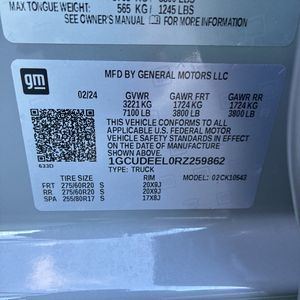 MAX TONGUE WEIGHT: 565 KG / 1245 LBS
SEE OWNER'S MANUAL FOR MORE INFORMATION
gm
MFD BY GENERAL MOTORS LLC
02/24 GVWR GAWR FRT GAWR RR
3221 KG 1724 KG 1724 KG
7100 LB 3800 LB 3800 LB
THIS VEHICLE CONFORMS TO ALL APPLICABLE
U.S. FEDERAL MOTOR
VEHICLE SAFETY STANDARDS IN EFFECT ON
THE DATE OF MANUFACTURE SHOWN ABOVE.
1GCUDEEL0RZ259862
TYPE: TRUCK
MODEL: 02CK10543
633D
TIRE SIZE RIM
FRT 275/60R20 S 20X9J
RR 275/60R20 S 20X9J
SPA 255/80R17 S 17X8J